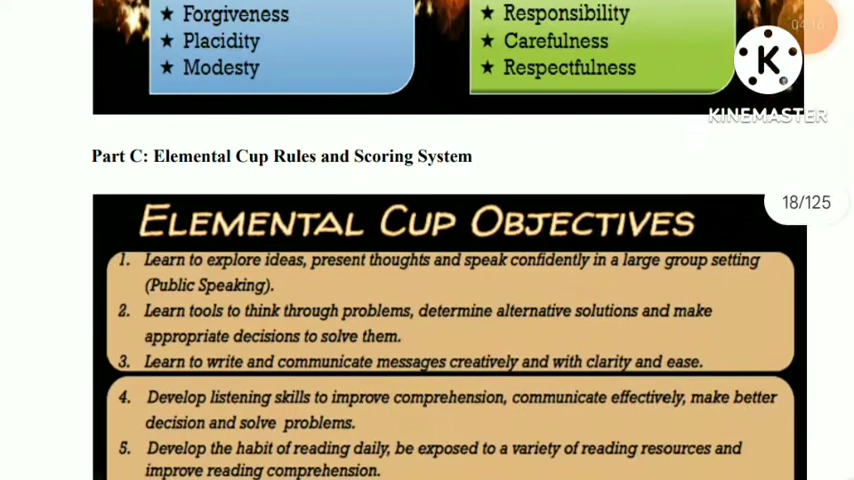 ★ Forgiveness
★ Placidity
★ Modesty
★ Responsibility
★ Carefulness
★ Respectfulness
04:16
K
KINEMASTER
Part C: Elemental Cup Rules and Scoring System
18/125
ELEMENTAL CUP OBJECTIVES
1. Learn to explore ideas, present thoughts and speak confidently in a large group setting
(Public Speaking).
2. Learn tools to think through problems, determine alternative solutions and make
appropriate decisions to solve them.
3. Learn to write and communicate messages creatively and with clarity and ease.
4. Develop listening skills to improve comprehension, communicate effectively, make better
decision and solve problems.
5. Develop the habit of reading daily, be exposed to a variety of reading resources and
improve reading comprehension.